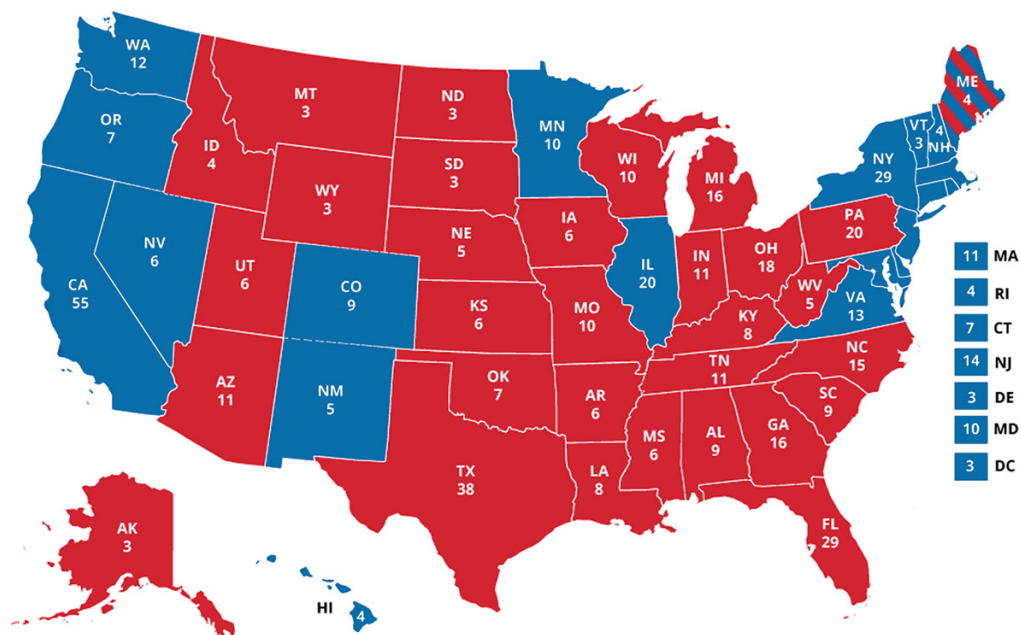 WA
12
OR
7
CA
55
NV
6
ID
4
MT
3
WY
3
UT
6
AZ
11
CO
9
NM
5
ND
3
SD
3
NE
5
KS
6
OK
7
TX
38
MN
10
IA
6
MO
10
AR
6
LA
8
WI
10
IL
20
MI
16
IN
11
OH
18
KY
8
TN
11
MS
6
AL
9
GA
16
FL
29
SC
9
NC
15
VA
13
WV
5
PA
20
NY
29
VT
3
4
NH
ME
4
11 MA
4 RI
7 CT
14 NJ
3 DE
10 MD
3 DC
AK
3
HI
4